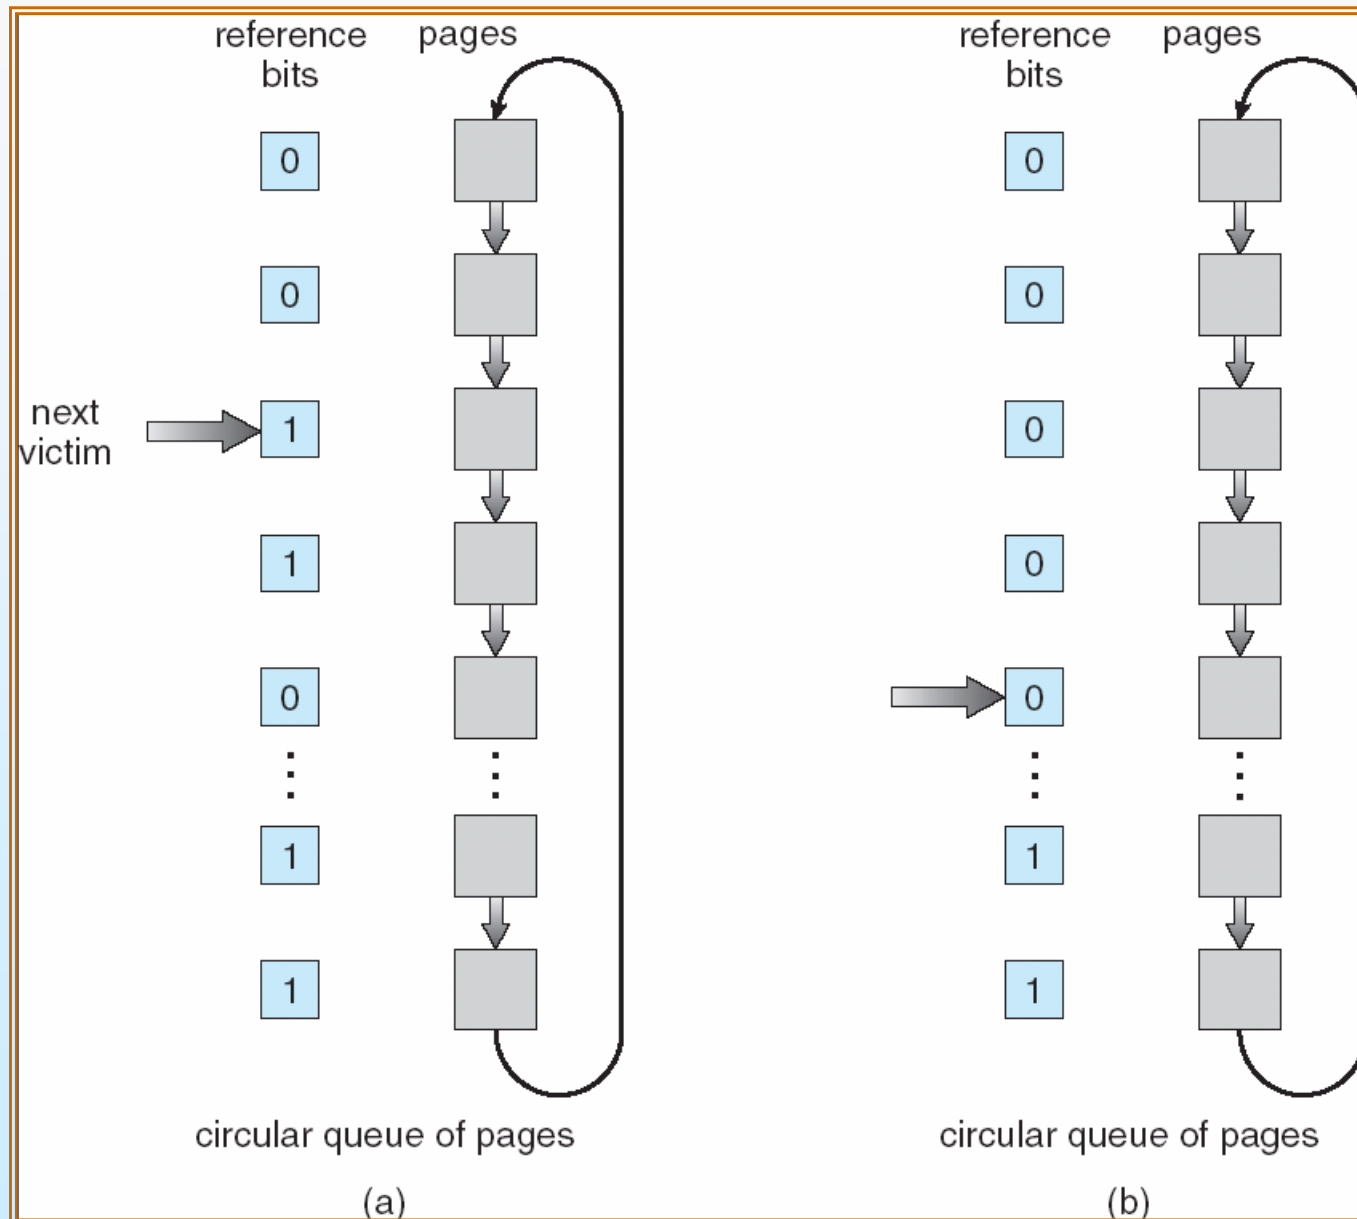 reference pages
bits
0
0
next
victim
1
1
0
1
1
circular queue of pages
(a)
reference pages
bits
0
0
0
0
0
1
1
circular queue of pages
(b)